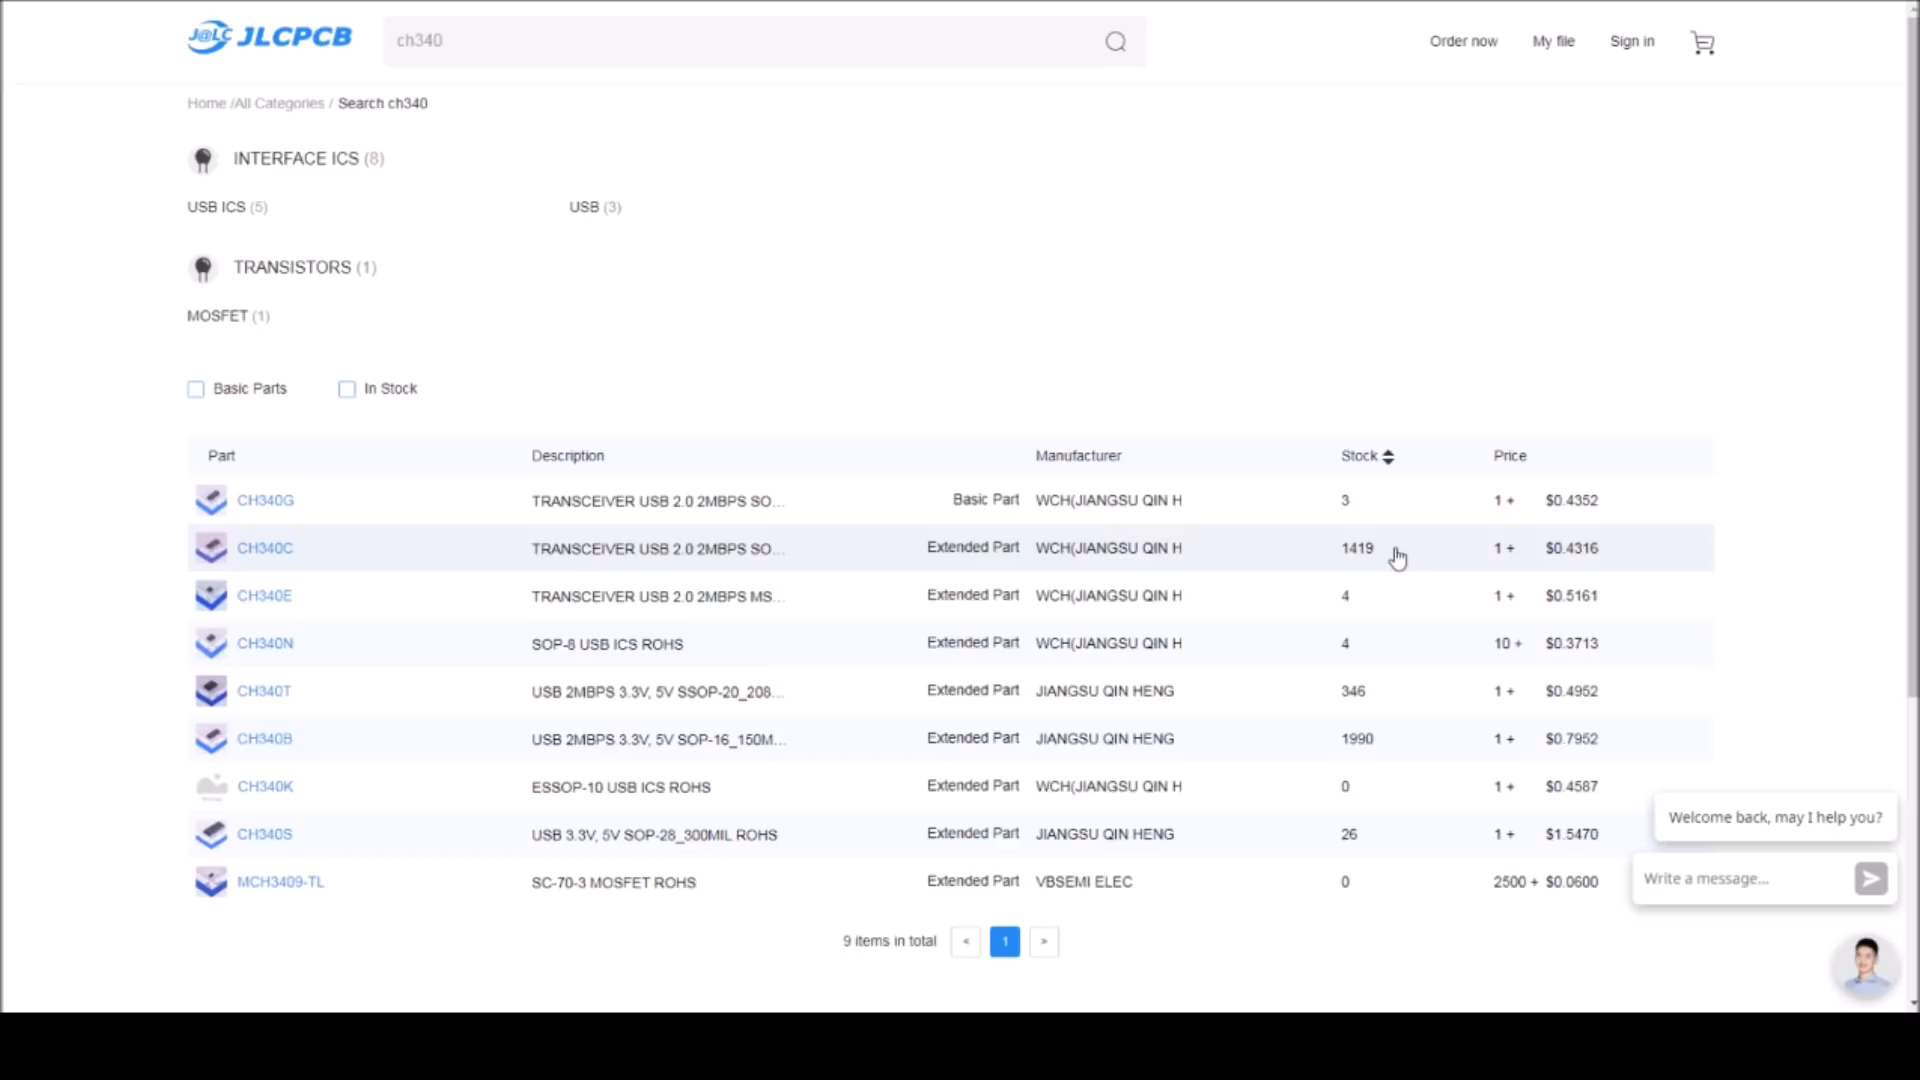 J@LC JLCPCB
ch340
Order now
My file
Sign in
Home /All Categories / Search ch340
INTERFACE ICS (8)
USB ICS (5)
USB (3)
TRANSISTORS (1)
MOSFET (1)
Basic Parts
In Stock
Part Description Manufacturer Stock Price
CH340G TRANSCEIVER USB 2.0 2MBPS SO... Basic Part WCH(JIANGSU QIN H 3 1 + $0.4352
CH340C TRANSCEIVER USB 2.0 2MBPS SO... Extended Part WCH(JIANGSU QIN H 1419 1 + $0.4316
CH340E TRANSCEIVER USB 2.0 2MBPS MS... Extended Part WCH(JIANGSU QIN H 4 1 + $0.5161
CH340N SOP-8 USB ICS ROHS Extended Part WCH(JIANGSU QIN H 4 10 + $0.3713
CH340T USB 2MBPS 3.3V, 5V SSOP-20_208... Extended Part JIANGSU QIN HENG 346 1 + $0.4952
CH340B USB 2MBPS 3.3V, 5V SOP-16_150M... Extended Part JIANGSU QIN HENG 1990 1 + $0.7952
CH340K ESSOP-10 USB ICS ROHS Extended Part WCH(JIANGSU QIN H 0 1 + $0.4587
CH340S USB 3.3V, 5V SOP-28_300MIL ROHS Extended Part JIANGSU QIN HENG 26 1 + $1.5470
MCH3409-TL SC-70-3 MOSFET ROHS Extended Part VBSEMI ELEC 0 2500 + $0.0600
Welcome back, may I help you?
Write a message...
9 items in total « 1 »